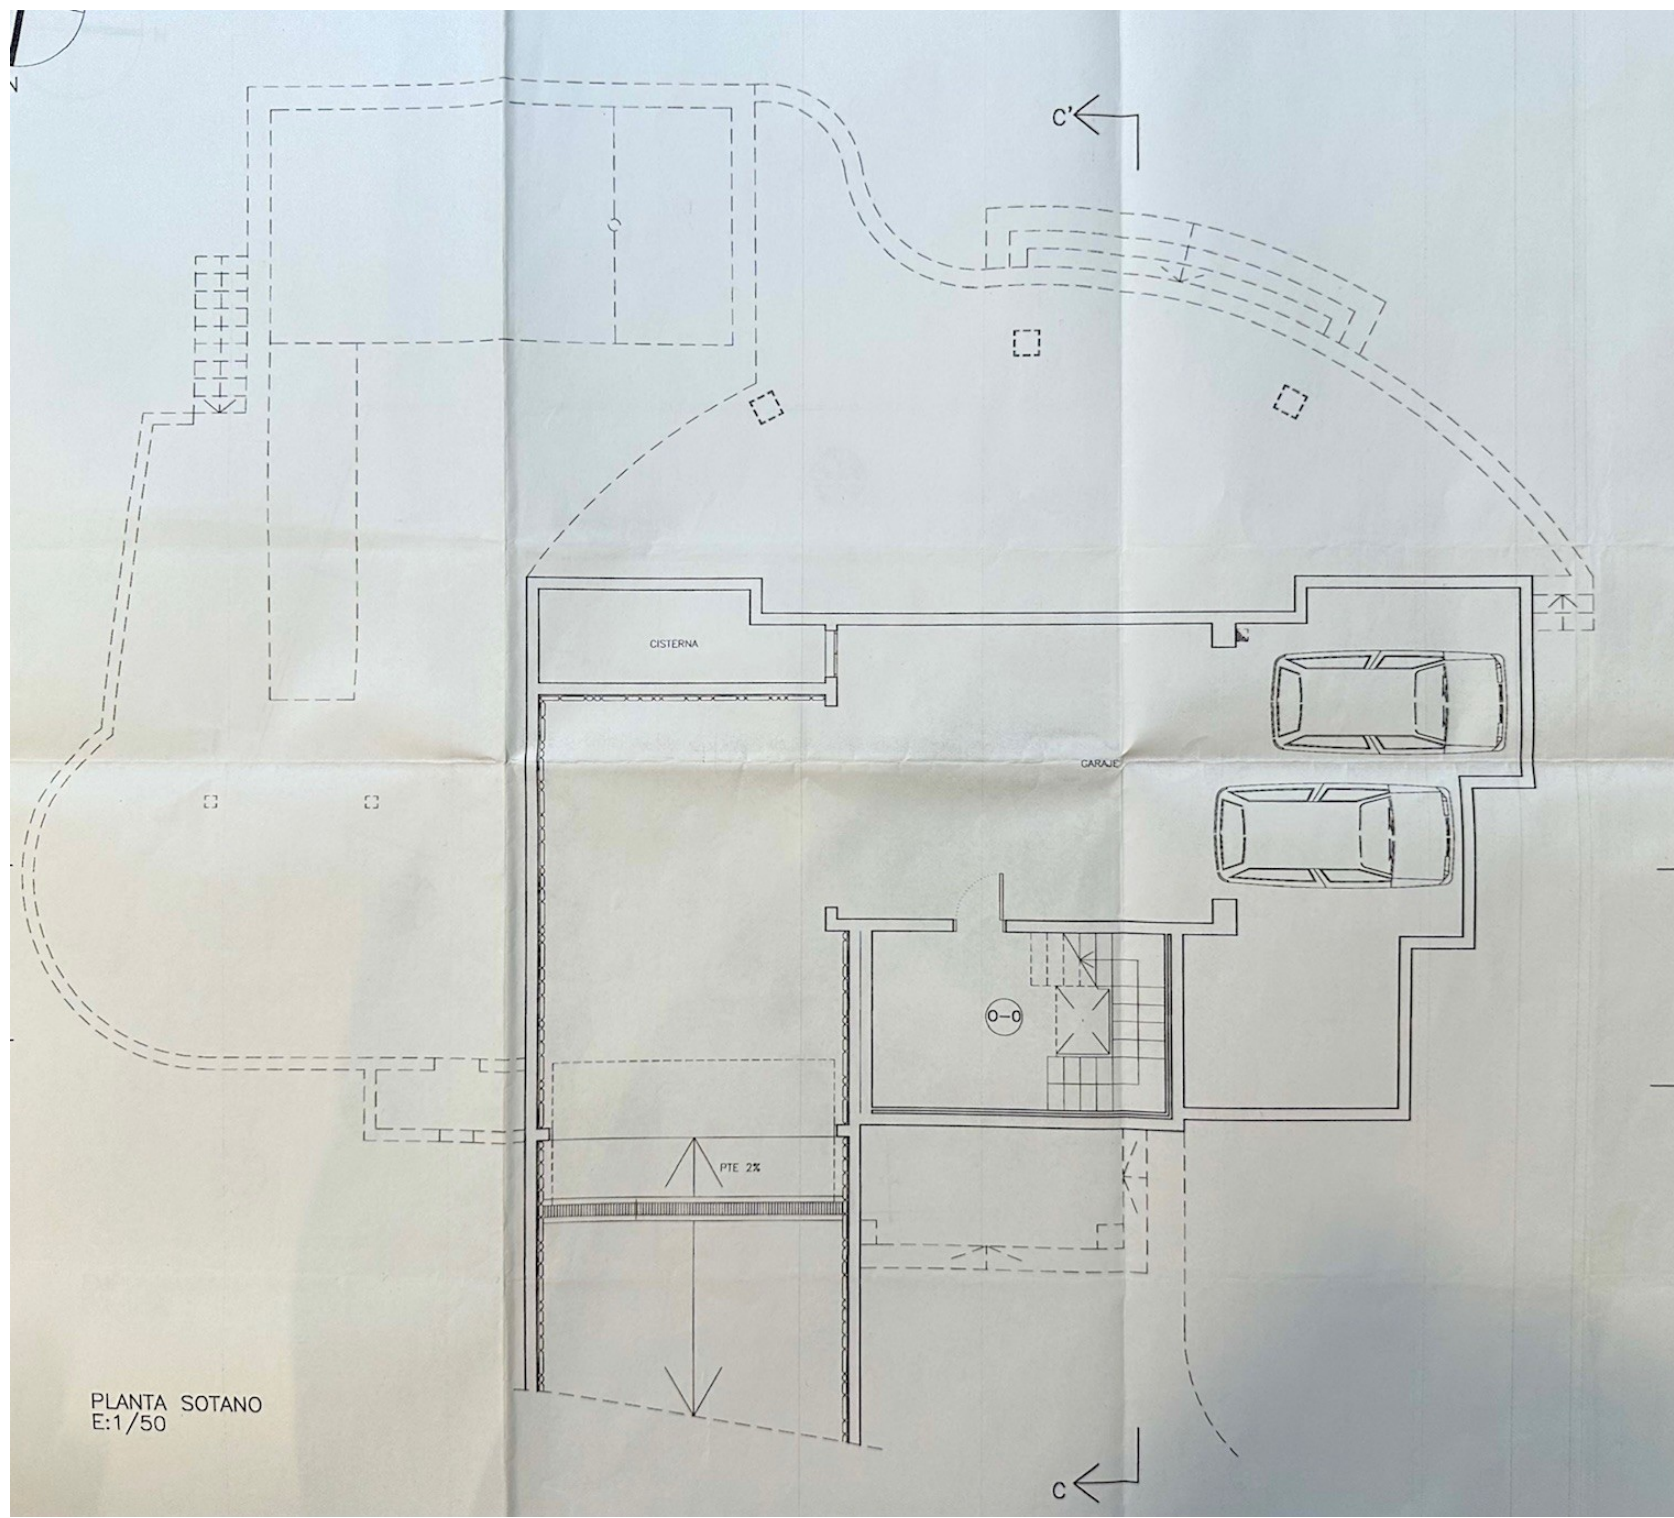 N
C'
CISTERNA
GARAJE
O-O
PTE 2%
PLANTA SOTANO
E:1/50
C